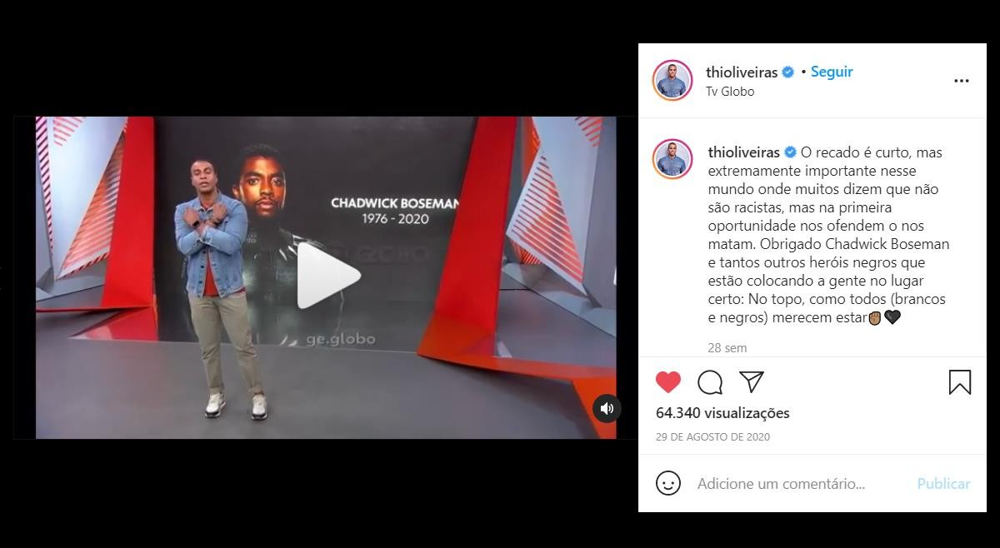 CHADWICK BOSEMAN
1976 - 2020
ge.globo
thioliveiras • Seguir
Tv Globo
thioliveiras O recado é curto, mas
extremamente importante nesse
mundo onde muitos dizem que não
são racistas, mas na primeira
oportunidade nos ofendem o nos
matam. Obrigado Chadwick Boseman
e tantos outros heróis negros que
estão colocando a gente no lugar
certo: No topo, como todos (brancos
e negros) merecem estar✊🏾🖤
28 sem
64.340 visualizações
29 DE AGOSTO DE 2020
Adicione um comentário... Publicar